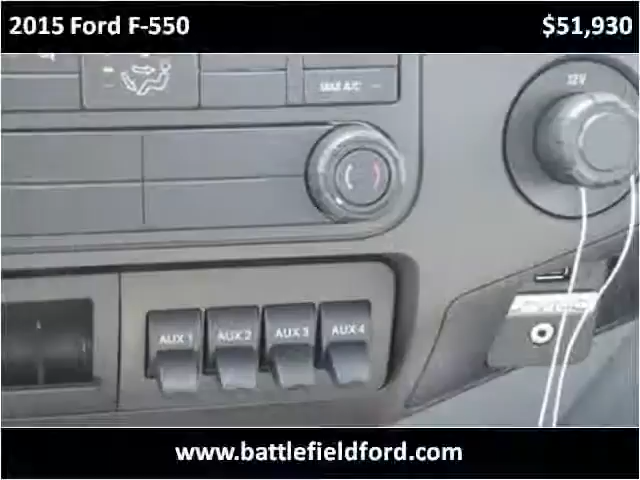 2015 Ford F-550
$51,930
MAX A/C
12V
AUX 1
AUX 2
AUX 3
AUX 4
www.battlefieldford.com